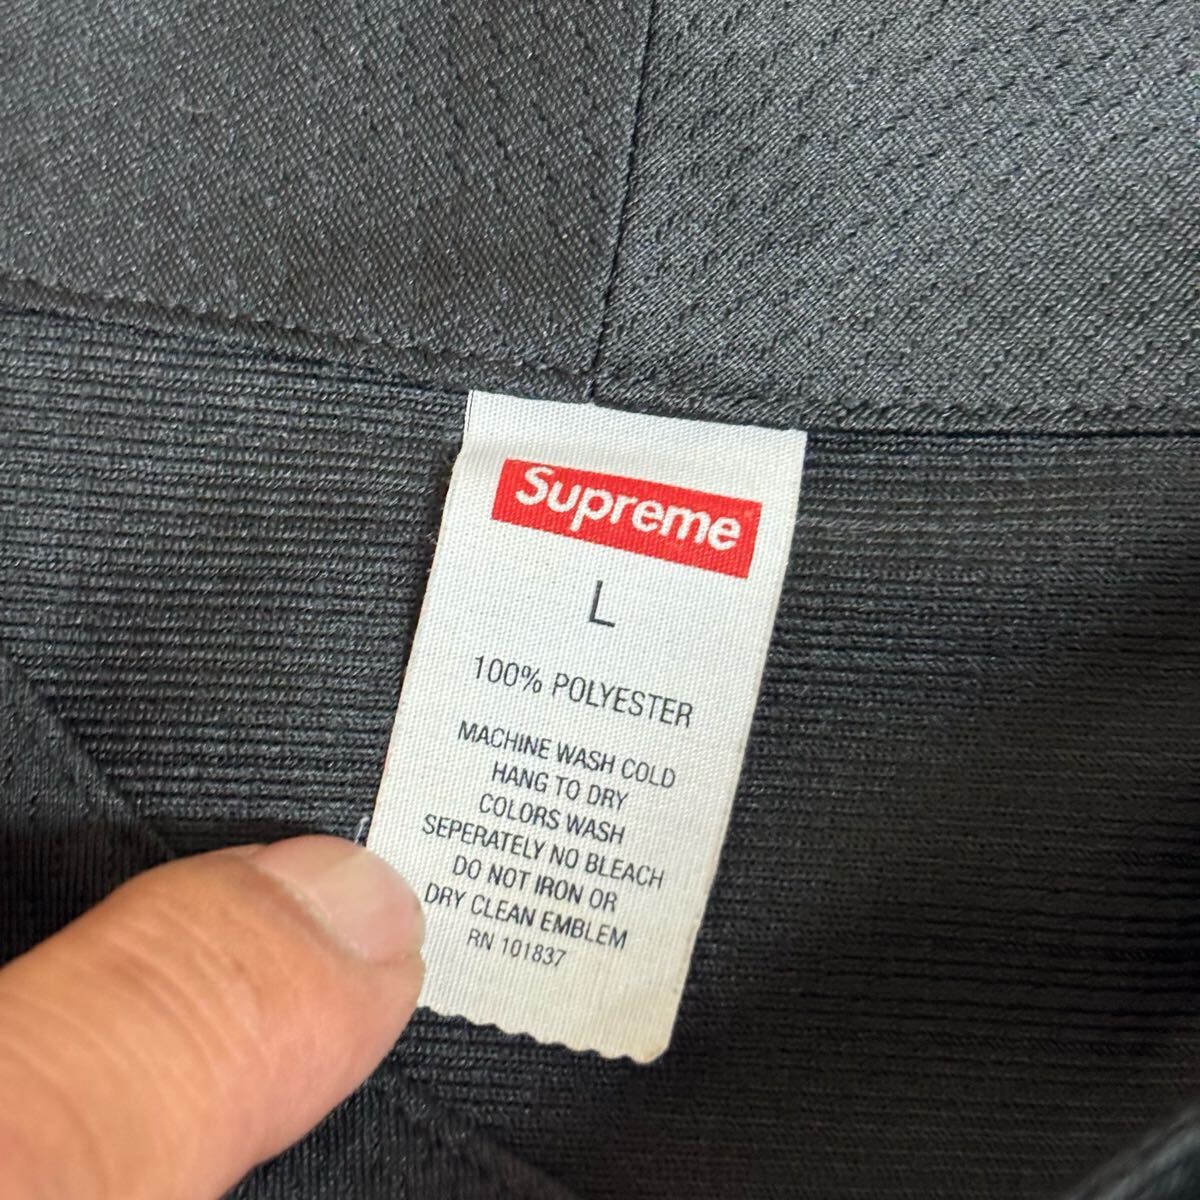 Supreme
L
100% POLYESTER
MACHINE WASH COLD
HANG TO DRY
COLORS WASH
SEPERATELY NO BLEACH
DO NOT IRON OR
DRY CLEAN EMBLEM
RN 101837